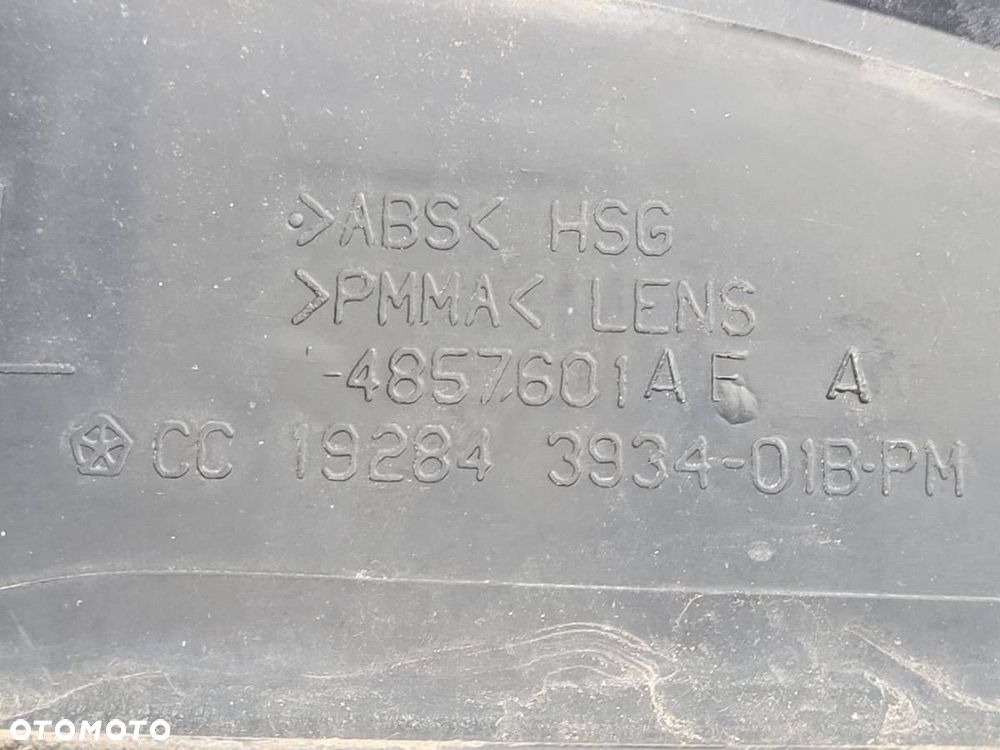 >ABS< HSG
>PMMA< LENS
-4857601AF A
CC 19284 3934-01B-PM
OTOMOTO